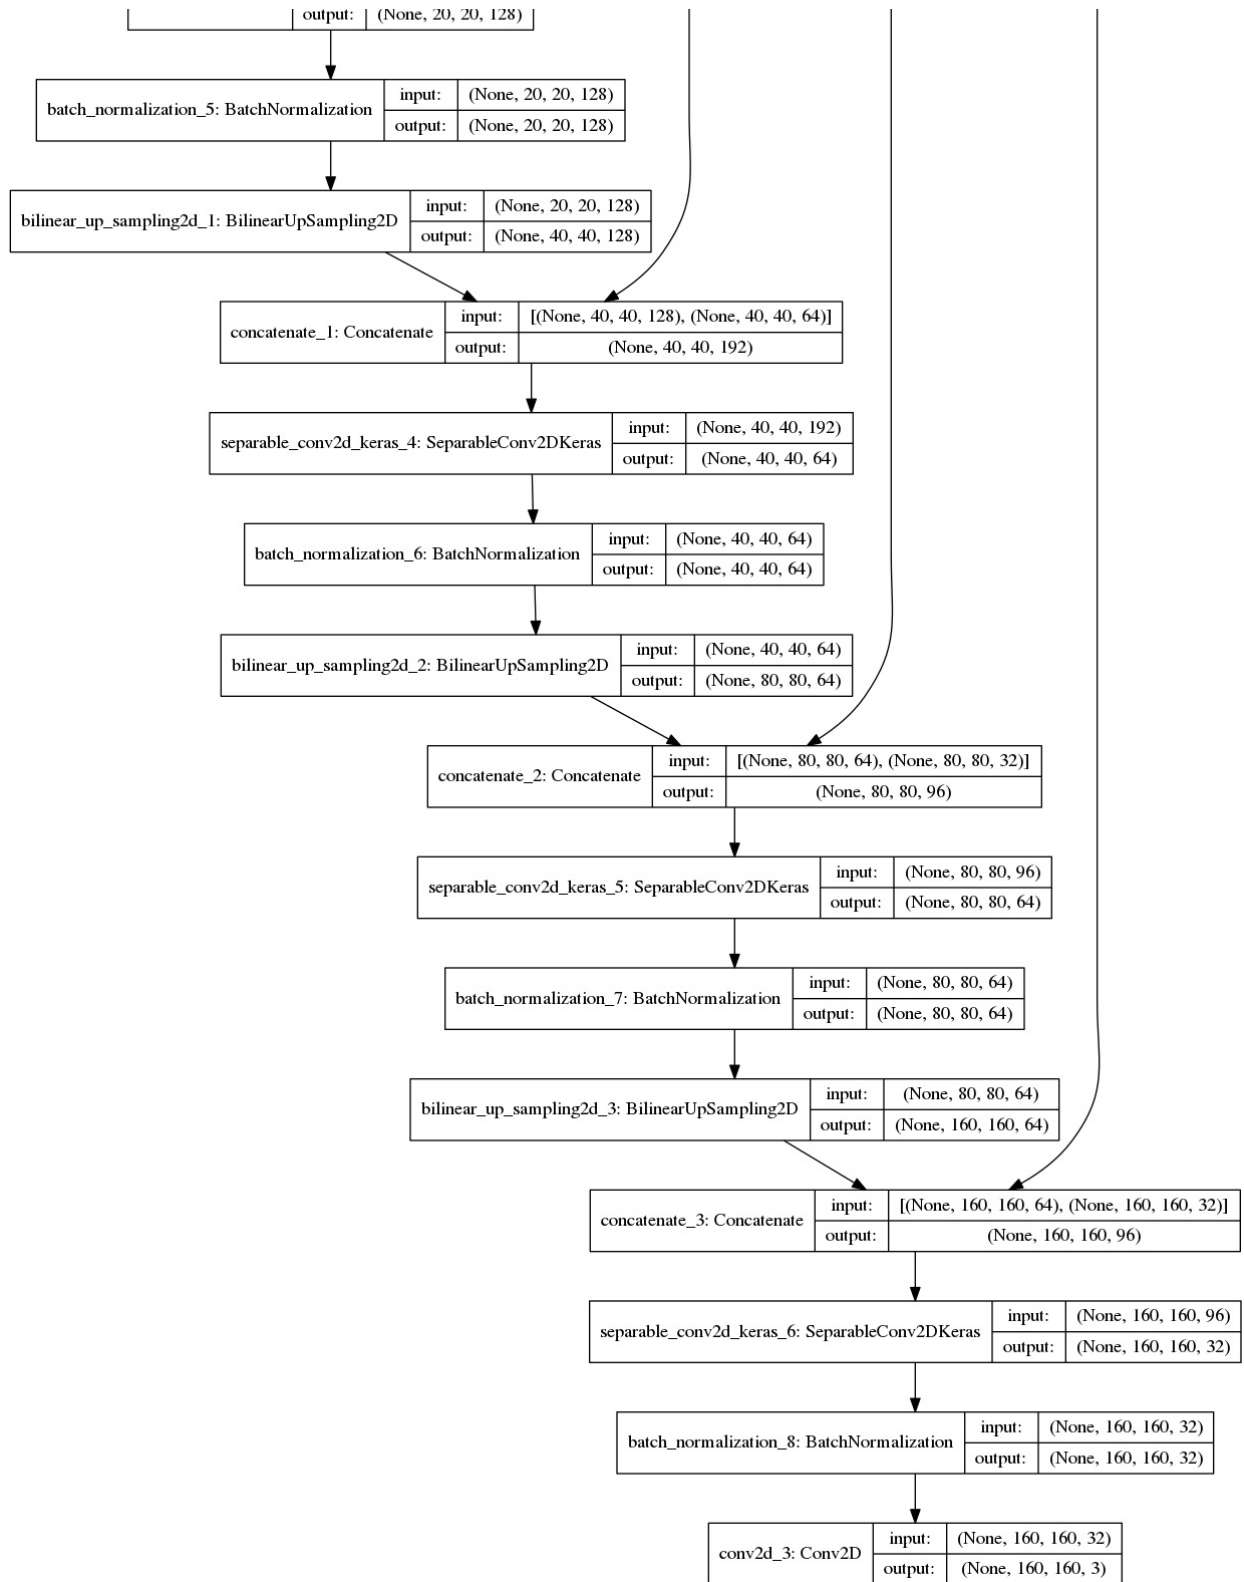 output: (None, 20, 20, 128)
batch_normalization_5: BatchNormalization
input: (None, 20, 20, 128)
output: (None, 20, 20, 128)
bilinear_up_sampling2d_1: BilinearUpSampling2D
input: (None, 20, 20, 128)
output: (None, 40, 40, 128)
concatenate_1: Concatenate
input: [(None, 40, 40, 128), (None, 40, 40, 64)]
output: (None, 40, 40, 192)
separable_conv2d_keras_4: SeparableConv2DKeras
input: (None, 40, 40, 192)
output: (None, 40, 40, 64)
batch_normalization_6: BatchNormalization
input: (None, 40, 40, 64)
output: (None, 40, 40, 64)
bilinear_up_sampling2d_2: BilinearUpSampling2D
input: (None, 40, 40, 64)
output: (None, 80, 80, 64)
concatenate_2: Concatenate
input: [(None, 80, 80, 64), (None, 80, 80, 32)]
output: (None, 80, 80, 96)
separable_conv2d_keras_5: SeparableConv2DKeras
input: (None, 80, 80, 96)
output: (None, 80, 80, 64)
batch_normalization_7: BatchNormalization
input: (None, 80, 80, 64)
output: (None, 80, 80, 64)
bilinear_up_sampling2d_3: BilinearUpSampling2D
input: (None, 80, 80, 64)
output: (None, 160, 160, 64)
concatenate_3: Concatenate
input: [(None, 160, 160, 64), (None, 160, 160, 32)]
output: (None, 160, 160, 96)
separable_conv2d_keras_6: SeparableConv2DKeras
input: (None, 160, 160, 96)
output: (None, 160, 160, 32)
batch_normalization_8: BatchNormalization
input: (None, 160, 160, 32)
output: (None, 160, 160, 32)
conv2d_3: Conv2D
input: (None, 160, 160, 32)
output: (None, 160, 160, 3)